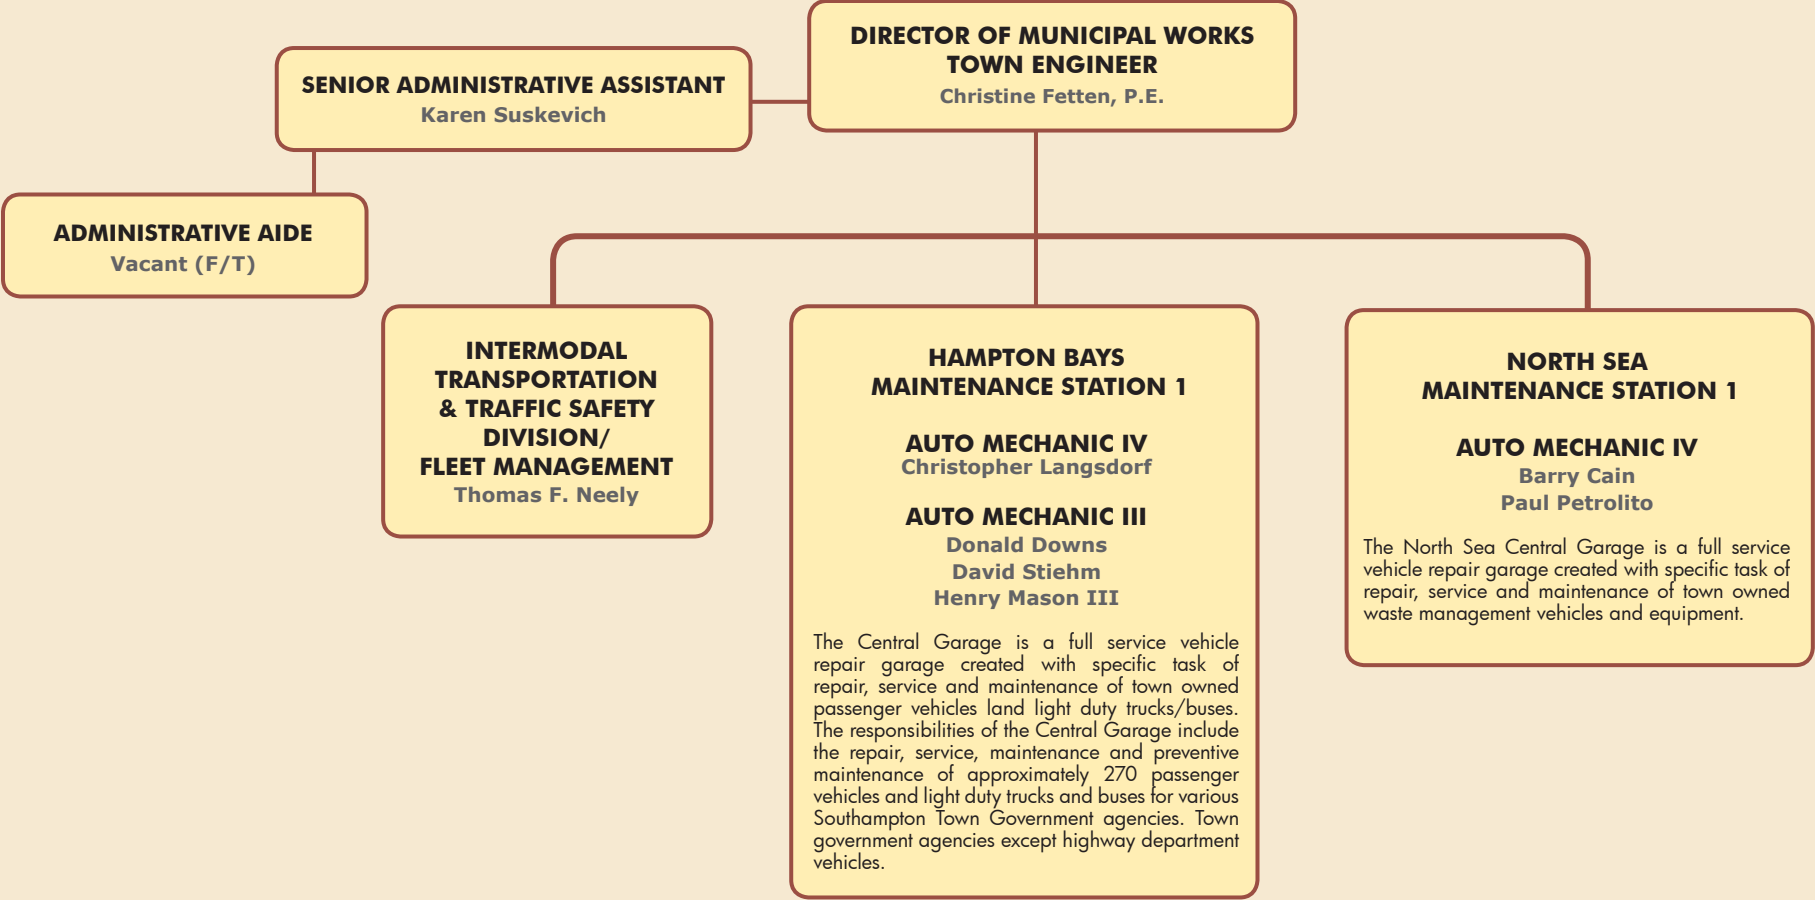 DIRECTOR OF MUNICIPAL WORKS
TOWN ENGINEER
Christine Fetten, P.E.
SENIOR ADMINISTRATIVE ASSISTANT
Karen Suskevich
ADMINISTRATIVE AIDE
Vacant (F/T)
INTERMODAL
TRANSPORTATION
& TRAFFIC SAFETY
DIVISION/
FLEET MANAGEMENT
Thomas F. Neely
HAMPTON BAYS
MAINTENANCE STATION 1
AUTO MECHANIC IV
Christopher Langsdorf
AUTO MECHANIC III
Donald Downs
David Stiehm
Henry Mason III
The Central Garage is a full service vehicle
repair garage created with specific task of
repair, service and maintenance of town owned
passenger vehicles land light duty trucks/buses.
The responsibilities of the Central Garage include
the repair, service, maintenance and preventive
maintenance of approximately 270 passenger
vehicles and light duty trucks and buses for various
Southampton Town Government agencies. Town
government agencies except highway department
vehicles.
NORTH SEA
MAINTENANCE STATION 1
AUTO MECHANIC IV
Barry Cain
Paul Petrolito
The North Sea Central Garage is a full service
vehicle repair garage created with specific task of
repair, service and maintenance of town owned
waste management vehicles and equipment.